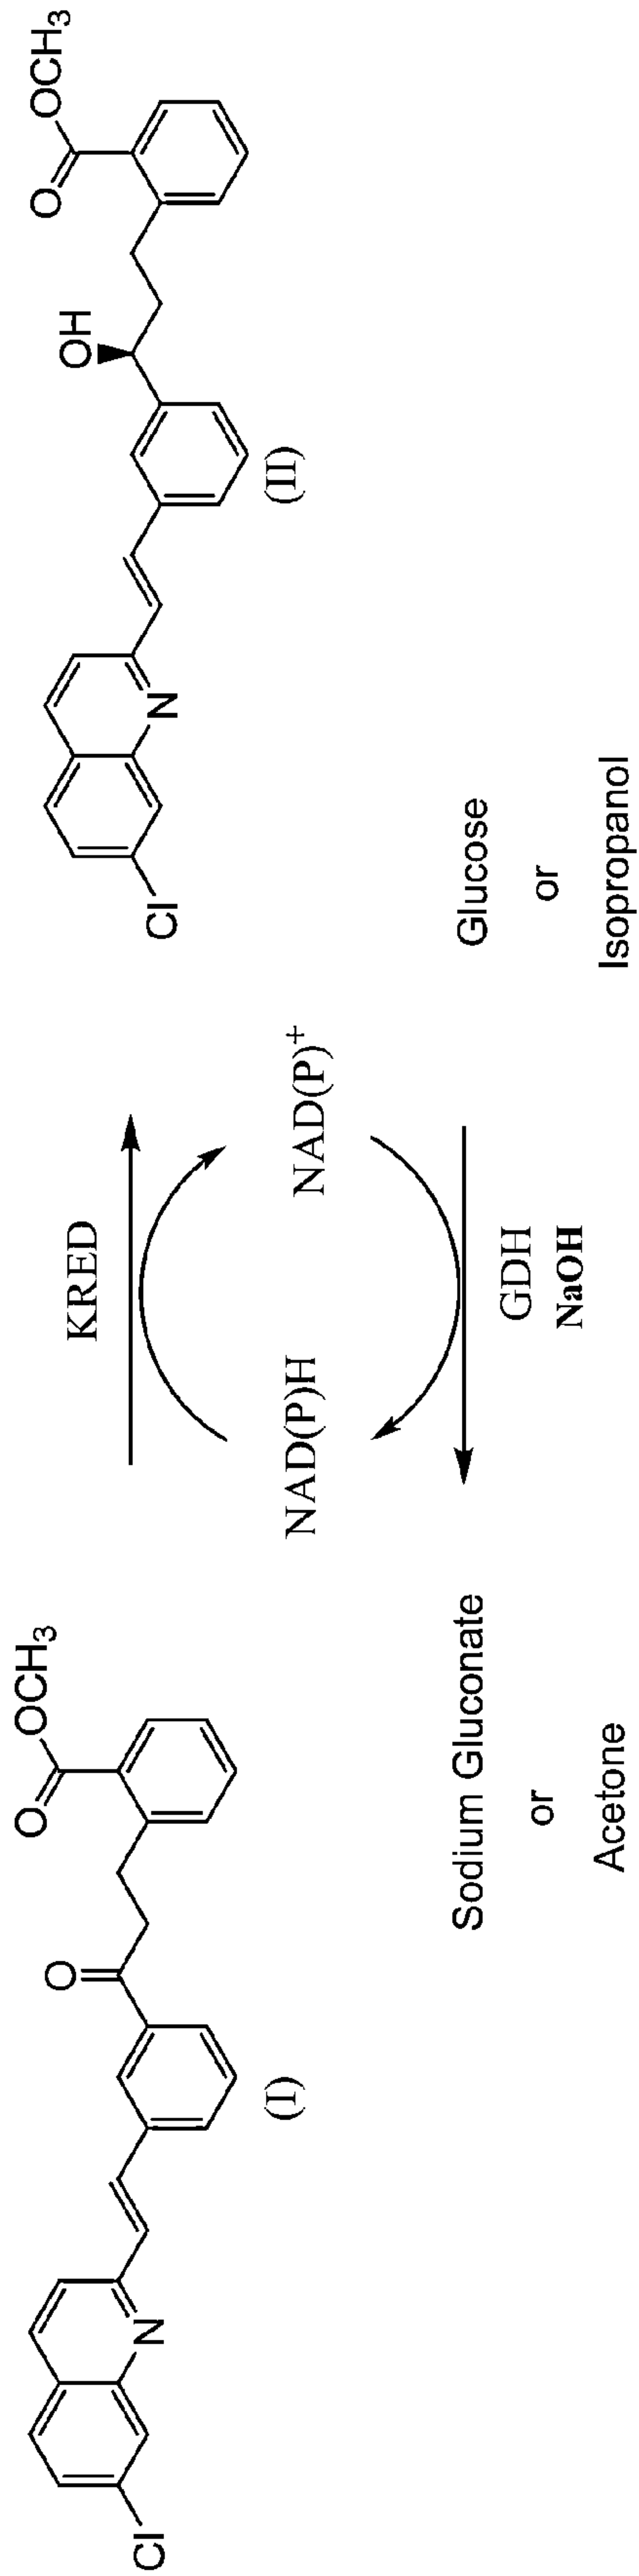 Cl
N
O
(I)
O
OCH3
KRED
NAD(P)H
NAD(P)+
GDH
NaOH
Sodium Gluconate
or
Acetone
Glucose
or
Isopropanol
Cl
N
OH
(II)
O
OCH3